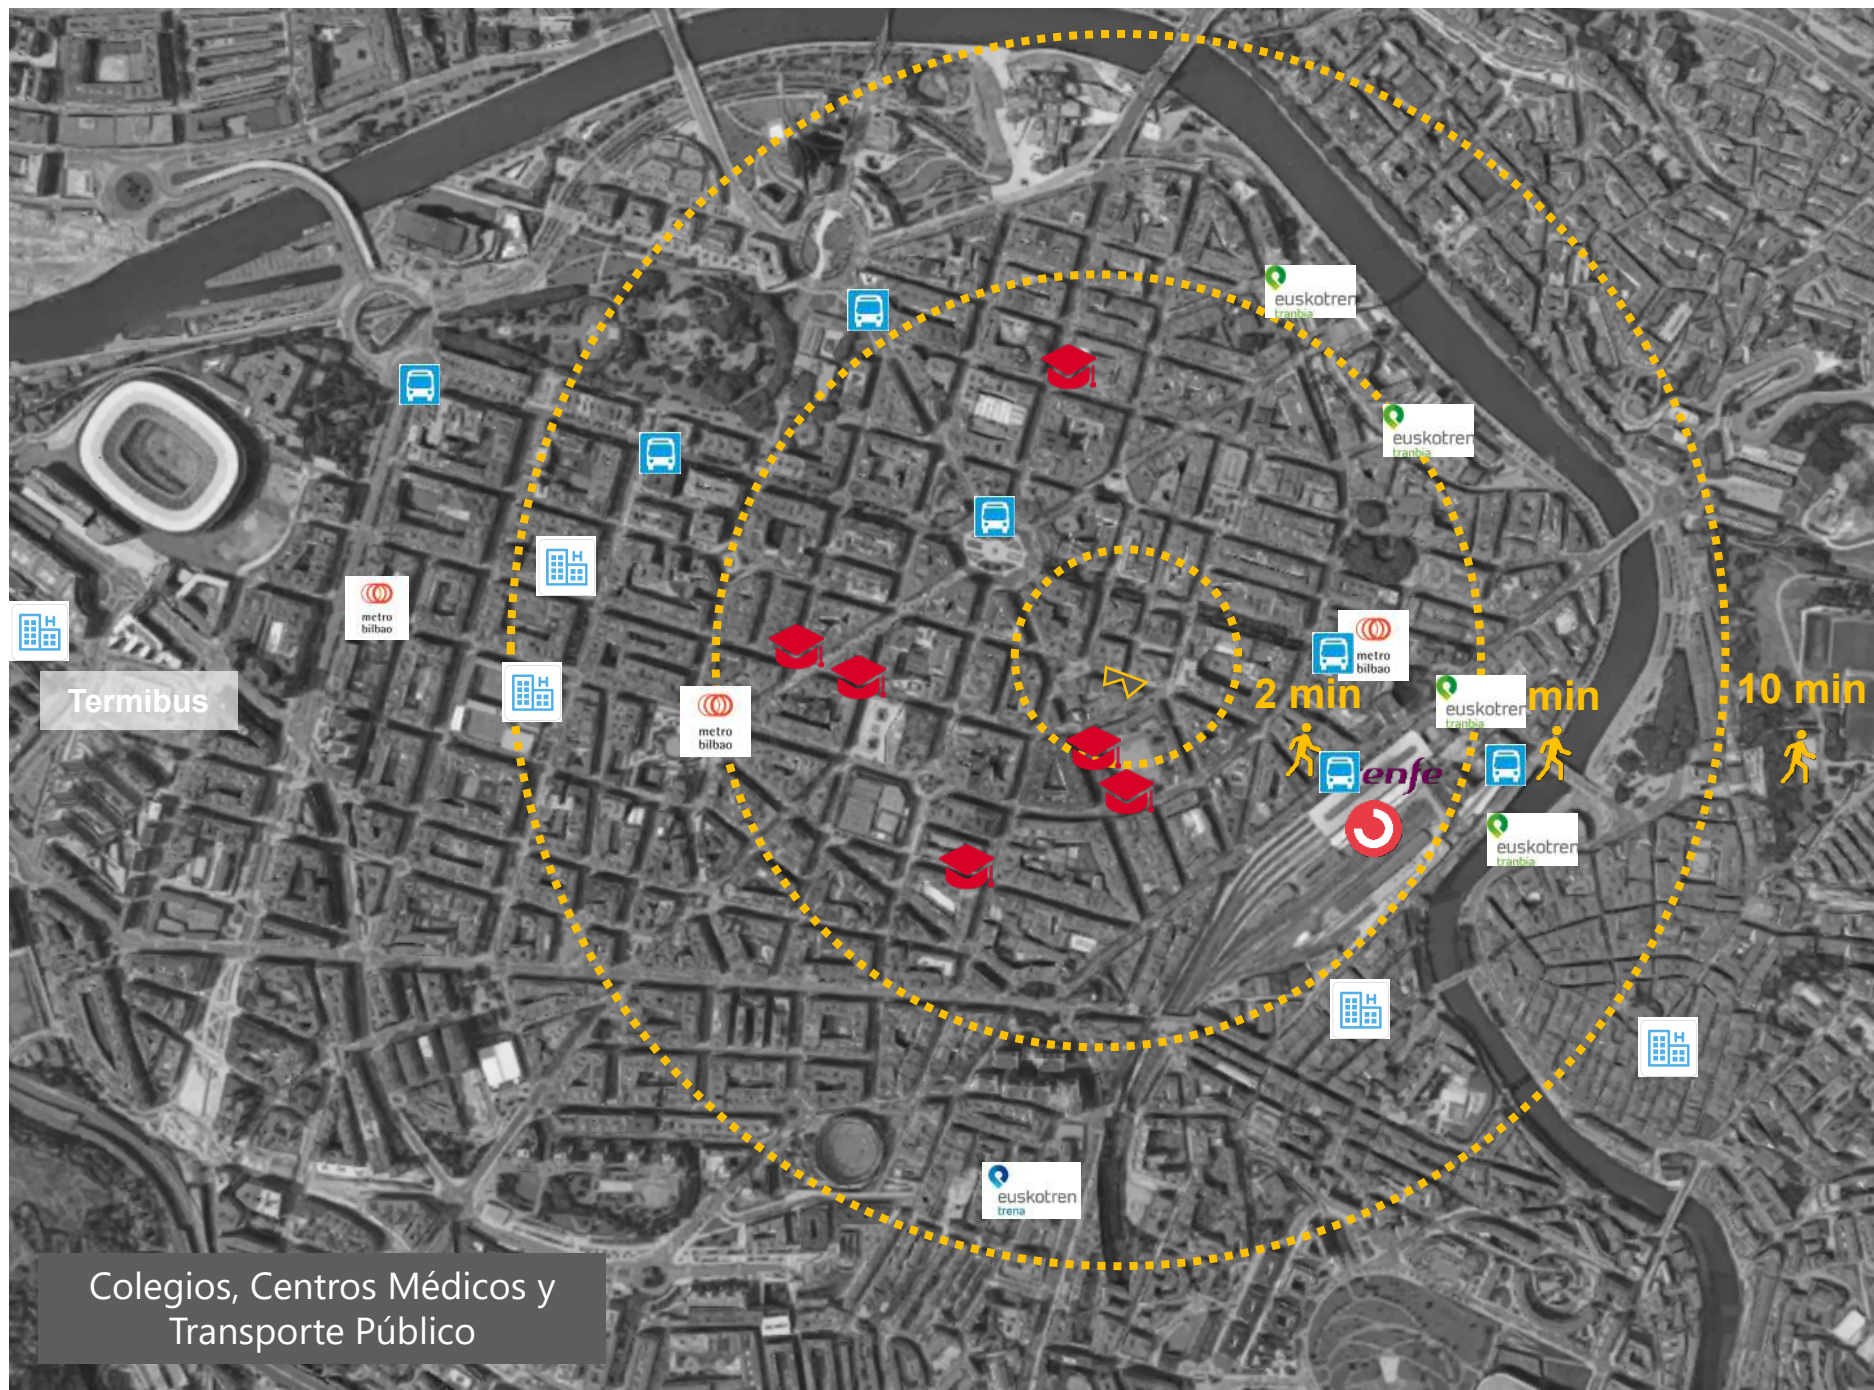 euskotren
tranbia
euskotren
tranbia
metro
bilbao
metro
bilbao
Termibus
metro
bilbao
2 min
euskotren
tranbia
min
10 min
enfe
euskotren
tranbia
euskotren
trena
Colegios, Centros Médicos y
Transporte Público
H
H
H
H
H